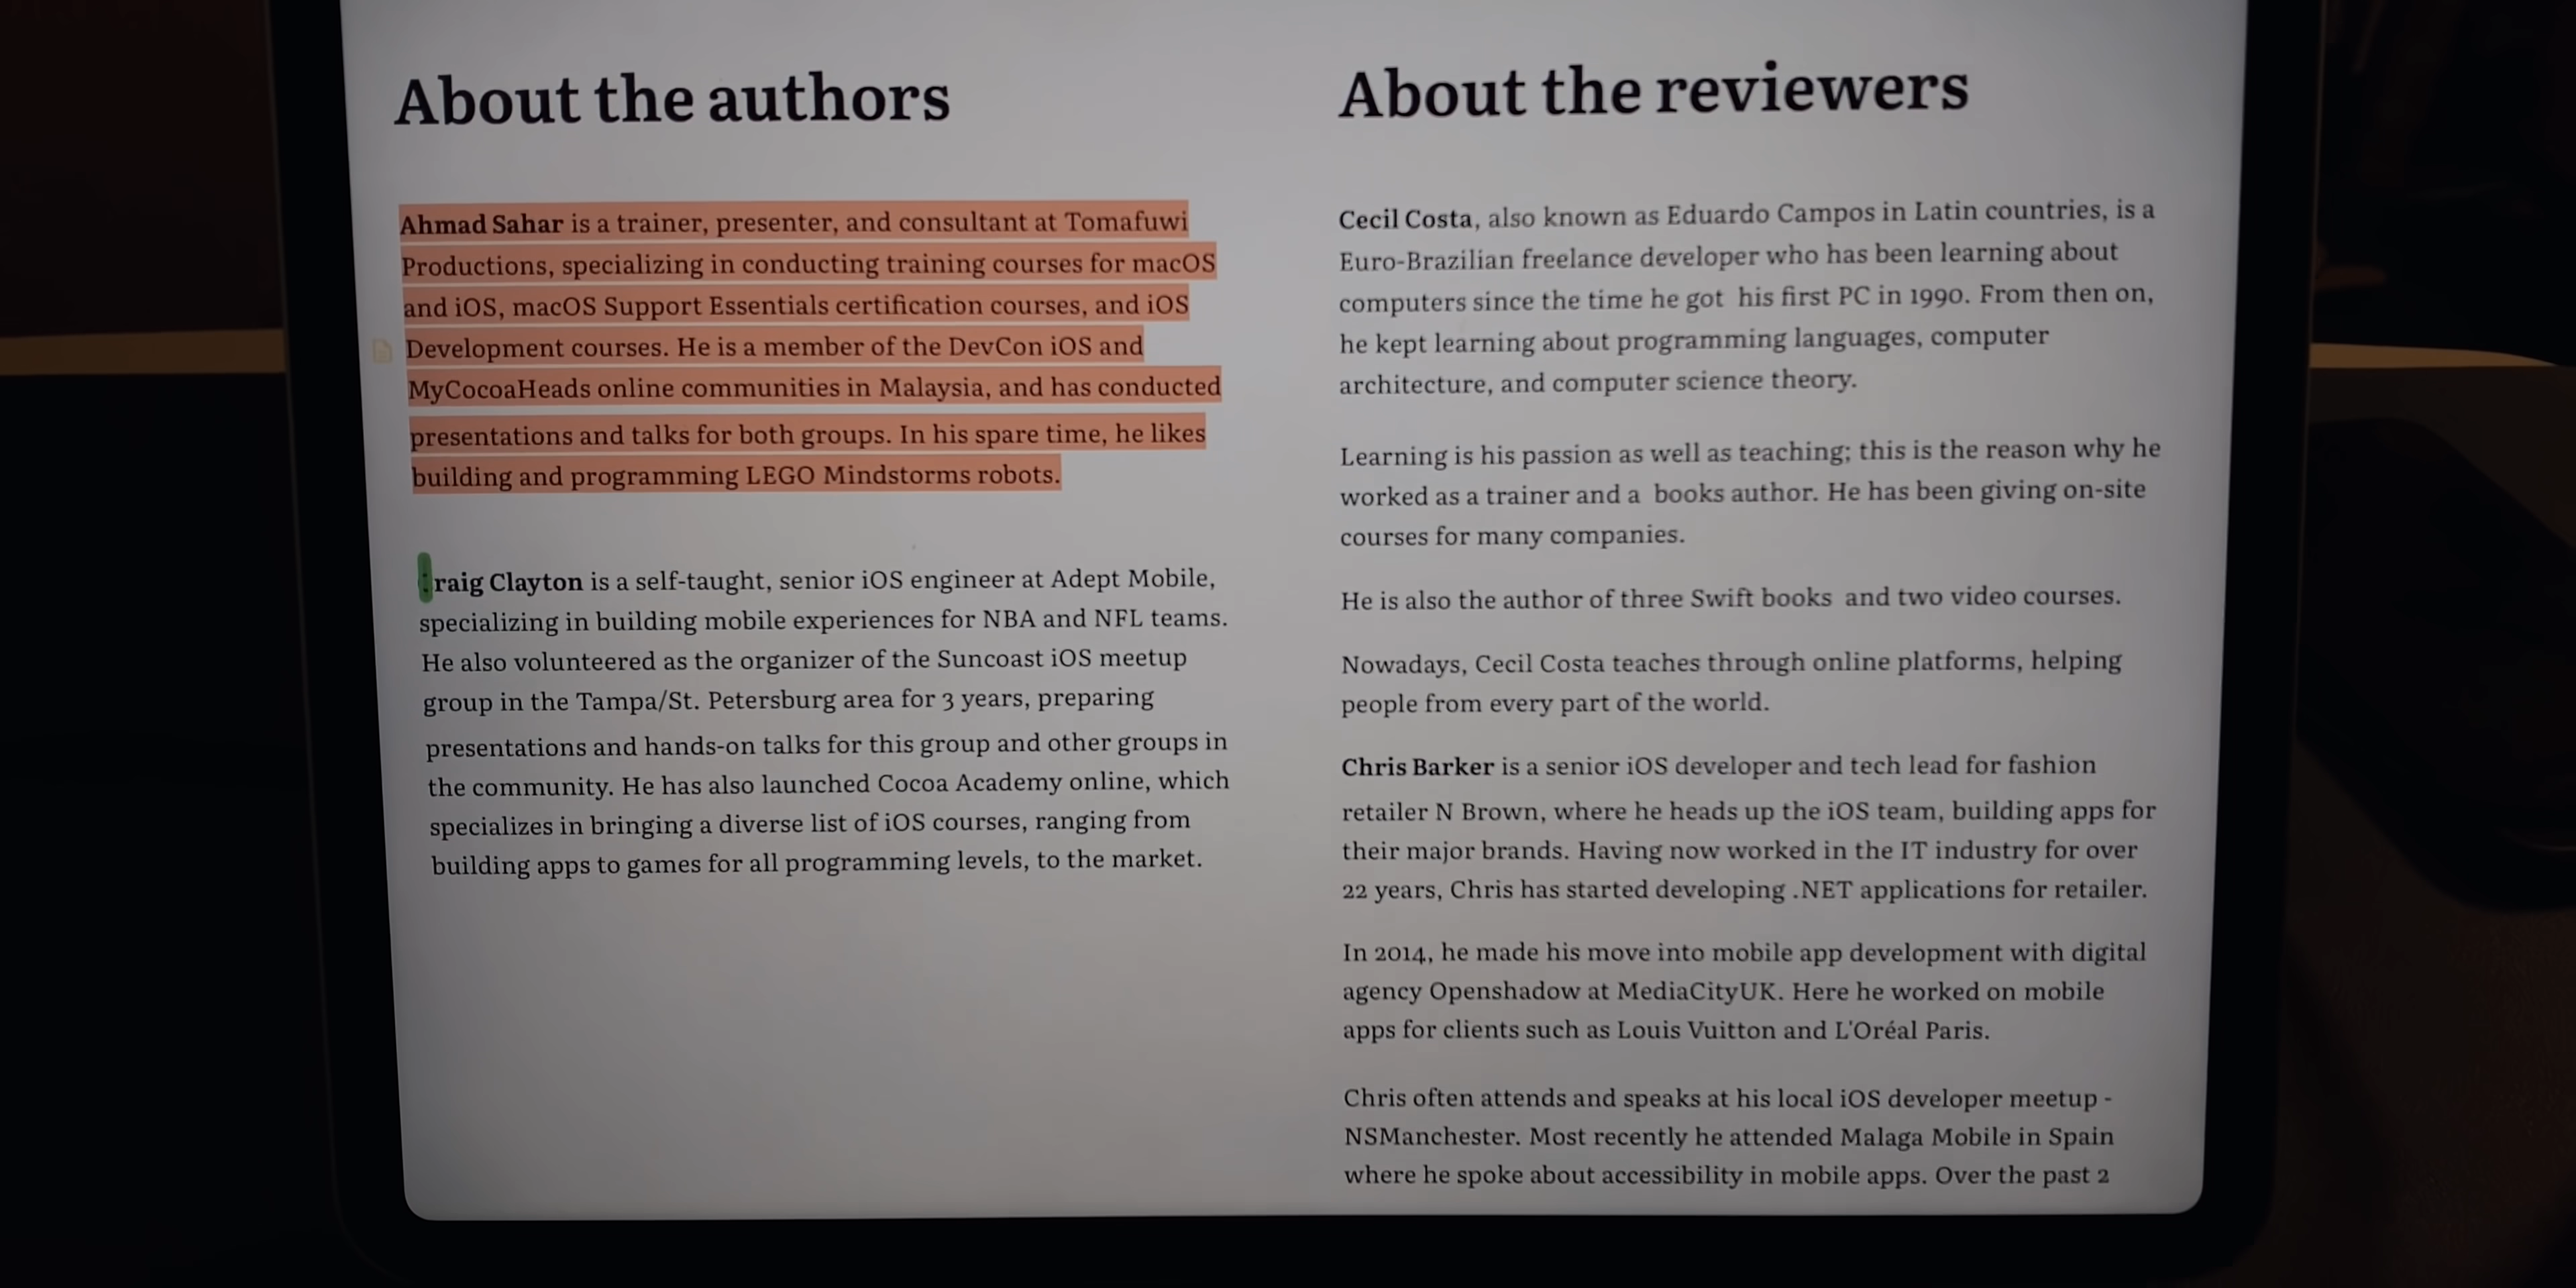 About the authors
Ahmad Sahar is a trainer, presenter, and consultant at Tomafuwi
Productions, specializing in conducting training courses for macOS
and iOS, macOS Support Essentials certification courses, and iOS
Development courses. He is a member of the DevCon iOS and
MyCocoaHeads online communities in Malaysia, and has conducted
presentations and talks for both groups. In his spare time, he likes
building and programming LEGO Mindstorms robots.
raig Clayton is a self-taught, senior iOS engineer at Adept Mobile,
specializing in building mobile experiences for NBA and NFL teams.
He also volunteered as the organizer of the Suncoast iOS meetup
group in the Tampa/St. Petersburg area for 3 years, preparing
presentations and hands-on talks for this group and other groups in
the community. He has also launched Cocoa Academy online, which
specializes in bringing a diverse list of iOS courses, ranging from
building apps to games for all programming levels, to the market.
About the reviewers
Cecil Costa, also known as Eduardo Campos in Latin countries, is a
Euro-Brazilian freelance developer who has been learning about
computers since the time he got his first PC in 1990. From then on,
he kept learning about programming languages, computer
architecture, and computer science theory.
Learning is his passion as well as teaching; this is the reason why he
worked as a trainer and a books author. He has been giving on-site
courses for many companies.
He is also the author of three Swift books and two video courses.
Nowadays, Cecil Costa teaches through online platforms, helping
people from every part of the world.
Chris Barker is a senior iOS developer and tech lead for fashion
retailer N Brown, where he heads up the iOS team, building apps for
their major brands. Having now worked in the IT industry for over
22 years, Chris has started developing .NET applications for retailer.
In 2014, he made his move into mobile app development with digital
agency Openshadow at MediaCityUK. Here he worked on mobile
apps for clients such as Louis Vuitton and L'Oréal Paris.
Chris often attends and speaks at his local iOS developer meetup -
NSManchester. Most recently he attended Malaga Mobile in Spain
where he spoke about accessibility in mobile apps. Over the past 2